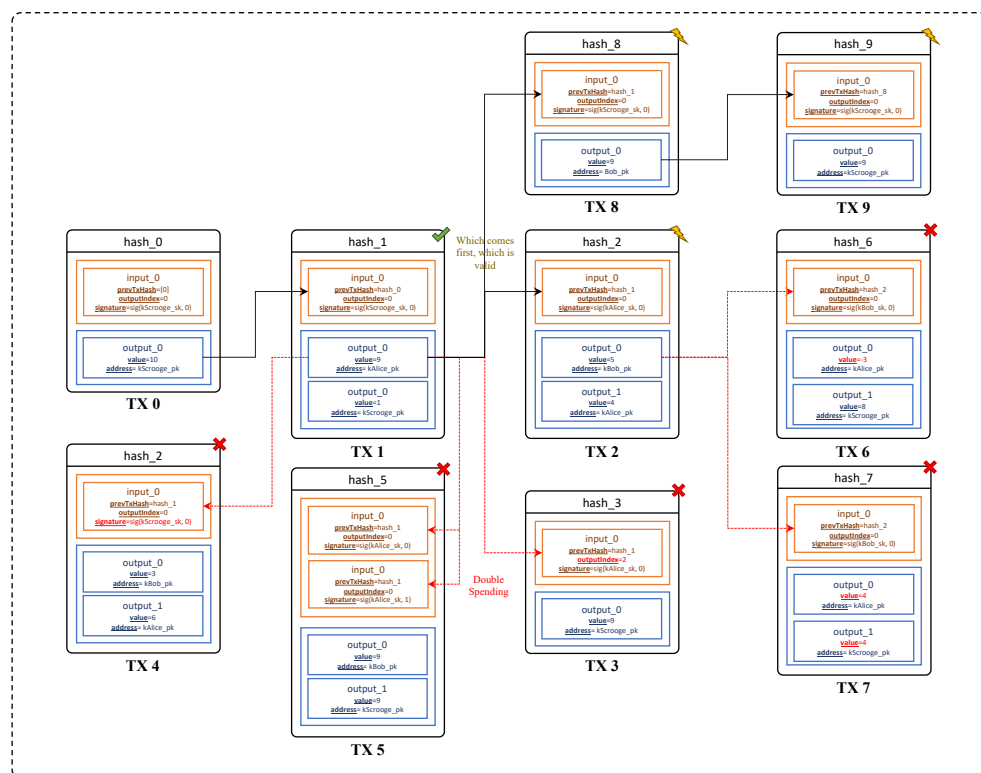 hash_8
input_0
prevTxHash=hash_1
outputIndex=0
signature=sig(kScrooge_sk, 0)
output_0
value=9
address= Bob_pk
TX 8
hash_9
input_0
prevTxHash=hash_8
outputIndex=0
signature=sig(kScrooge_sk, 0)
output_0
value=9
address=kScrooge_pk
TX 9
hash_0
input_0
prevTxHash=[0]
outputIndex=0
signature=sig(kScrooge_sk, 0)
output_0
value=10
address= kScrooge_pk
TX 0
hash_1
input_0
prevTxHash=hash_0
outputIndex=0
signature=sig(kScrooge_sk, 0)
output_0
value=9
address= kAlice_pk
output_0
value=1
address= kScrooge_pk
TX 1
Which comes
first, which is
valid
hash_2
input_0
prevTxHash=hash_1
outputIndex=0
signature=sig(kAlice_sk, 0)
output_0
value=5
address= kBob_pk
output_1
value=4
address= kAlice_pk
TX 2
hash_6
input_0
prevTxHash=hash_2
outputIndex=0
signature=sig(kBob_sk, 0)
output_0
value=-3
address= kAlice_pk
output_1
value=8
address= kScrooge_pk
TX 6
hash_2
input_0
prevTxHash=hash_1
outputIndex=0
signature=sig(kScrooge_sk, 0)
output_0
value=3
address= kBob_pk
output_1
value=6
address= kAlice_pk
TX 4
hash_5
input_0
prevTxHash=hash_1
outputIndex=0
signature=sig(kAlice_sk, 0)
input_0
prevTxHash=hash_1
outputIndex=0
signature=sig(kAlice_sk, 1)
output_0
value=9
address= kBob_pk
output_1
value=9
address= kScrooge_pk
TX 5
Double
Spending
hash_3
input_0
prevTxHash=hash_1
outputIndex=2
signature=sig(kAlice_sk, 0)
output_0
value=9
address= kScrooge_pk
TX 3
hash_7
input_0
prevTxHash=hash_2
outputIndex=0
signature=sig(kBob_sk, 0)
output_0
value=4
address= kAlice_pk
output_1
value=4
address= kScrooge_pk
TX 7